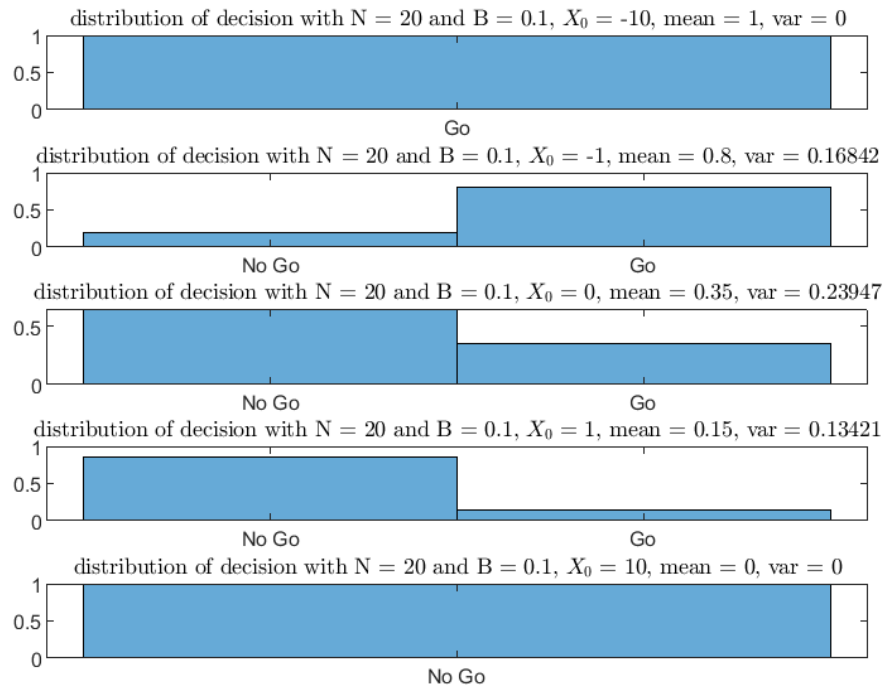 distribution of decision with N = 20 and B = 0.1, X₀ = -10, mean = 1, var = 0
1
0.5
0
Go
distribution of decision with N = 20 and B = 0.1, X₀ = -1, mean = 0.8, var = 0.16842
1
0.5
0
No Go Go
distribution of decision with N = 20 and B = 0.1, X₀ = 0, mean = 0.35, var = 0.23947
0.5
0
No Go Go
distribution of decision with N = 20 and B = 0.1, X₀ = 1, mean = 0.15, var = 0.13421
1
0.5
0
No Go Go
distribution of decision with N = 20 and B = 0.1, X₀ = 10, mean = 0, var = 0
1
0.5
0
No Go